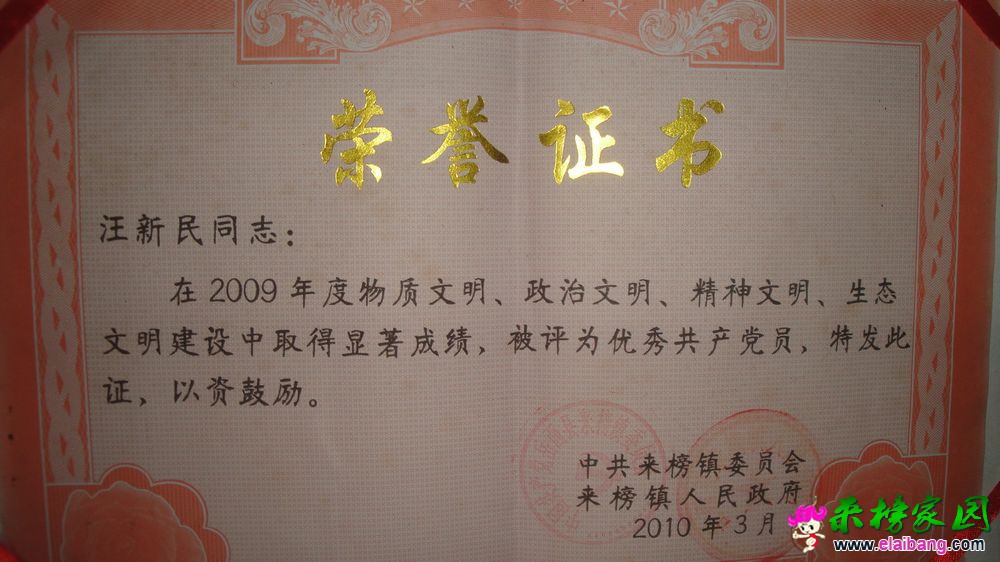 荣誉证书
汪新民同志：
在2009年度物质文明、政治文明、精神文明、生态
文明建设中取得显著成绩，被评为优秀共产党员，特发此
证，以资鼓励。
中共来榜镇委员会
来榜镇人民政府
2010年3月
来榜家园
www.elaibang.com